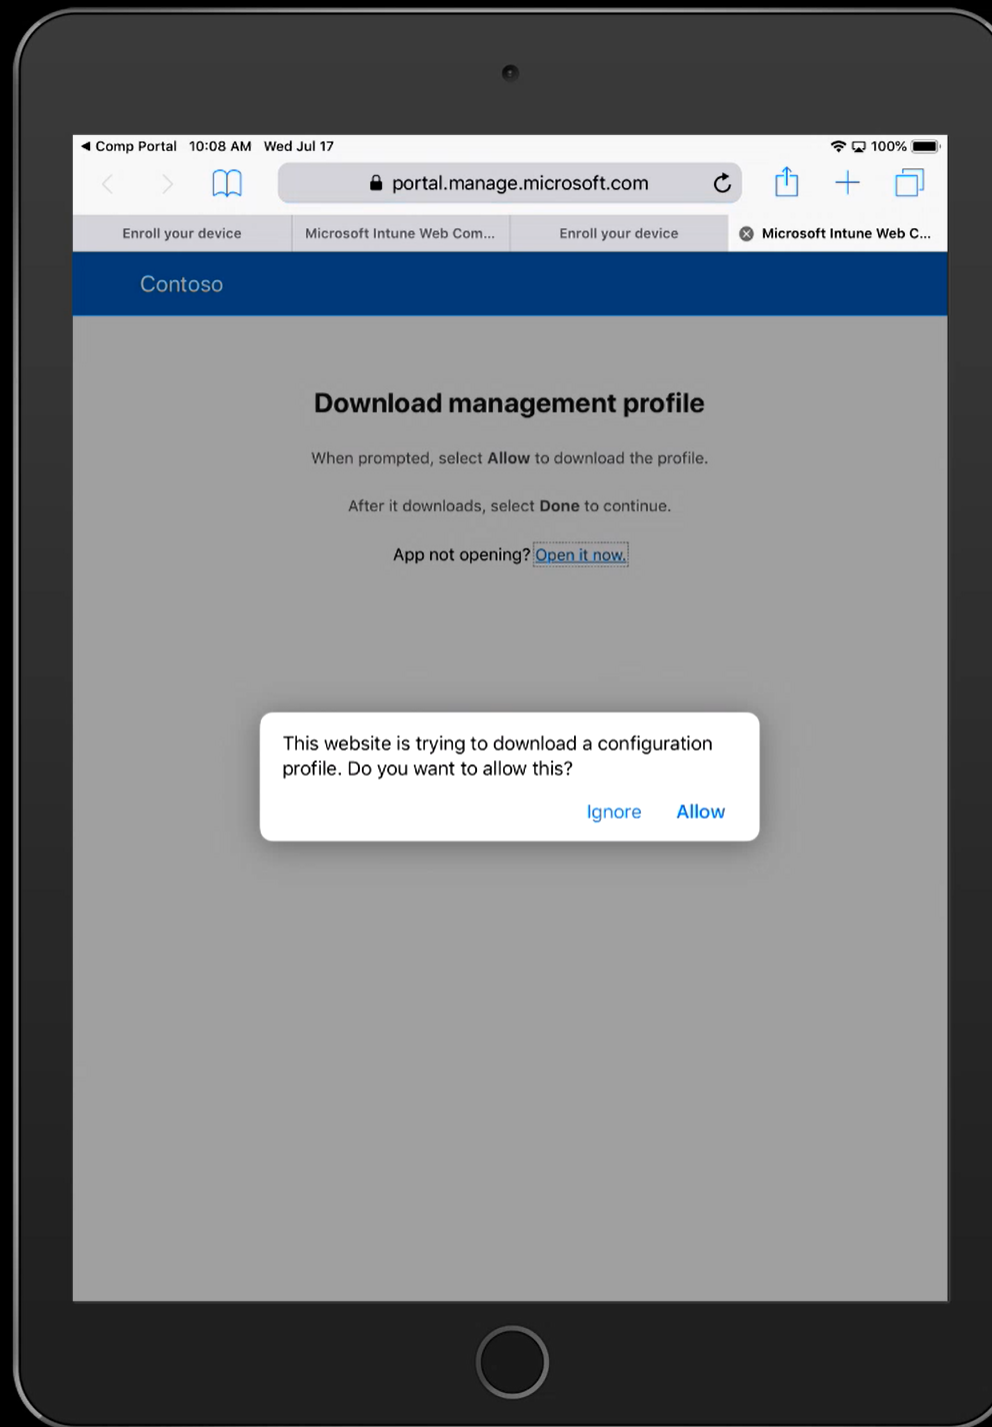 ◀ Comp Portal 10:08 AM Wed Jul 17 100%
portal.manage.microsoft.com
Enroll your device Microsoft Intune Web Com... Enroll your device Microsoft Intune Web C...
Contoso
Download management profile
When prompted, select Allow to download the profile.
After it downloads, select Done to continue.
App not opening? Open it now.
This website is trying to download a configuration
profile. Do you want to allow this?
Ignore Allow